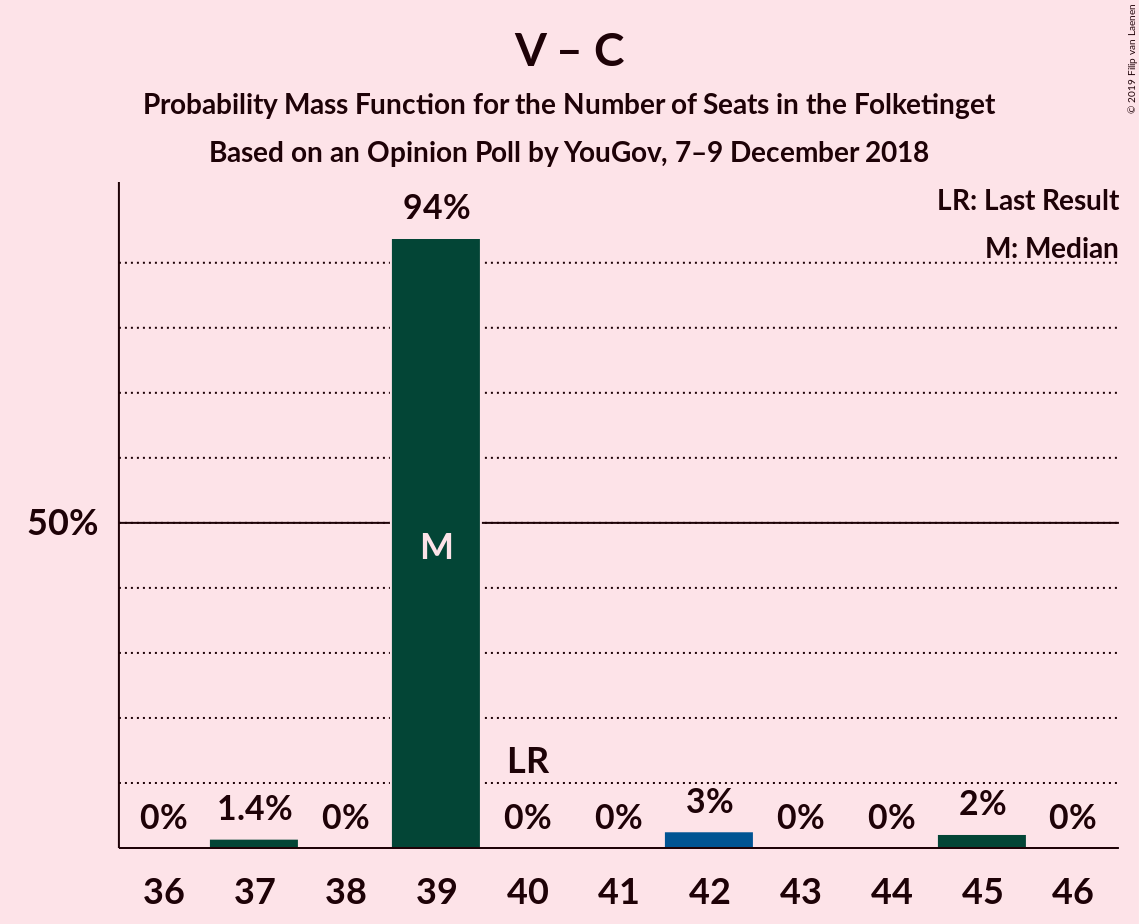 V – C
Probability Mass Function for the Number of Seats in the Folketinget
Based on an Opinion Poll by YouGov, 7–9 December 2018
© 2019 Filip van Laenen
LR: Last Result
M: Median
94%
50%
M
LR
0% 1.4% 0% 0% 0% 3% 0% 0% 2% 0%
36 37 38 39 40 41 42 43 44 45 46